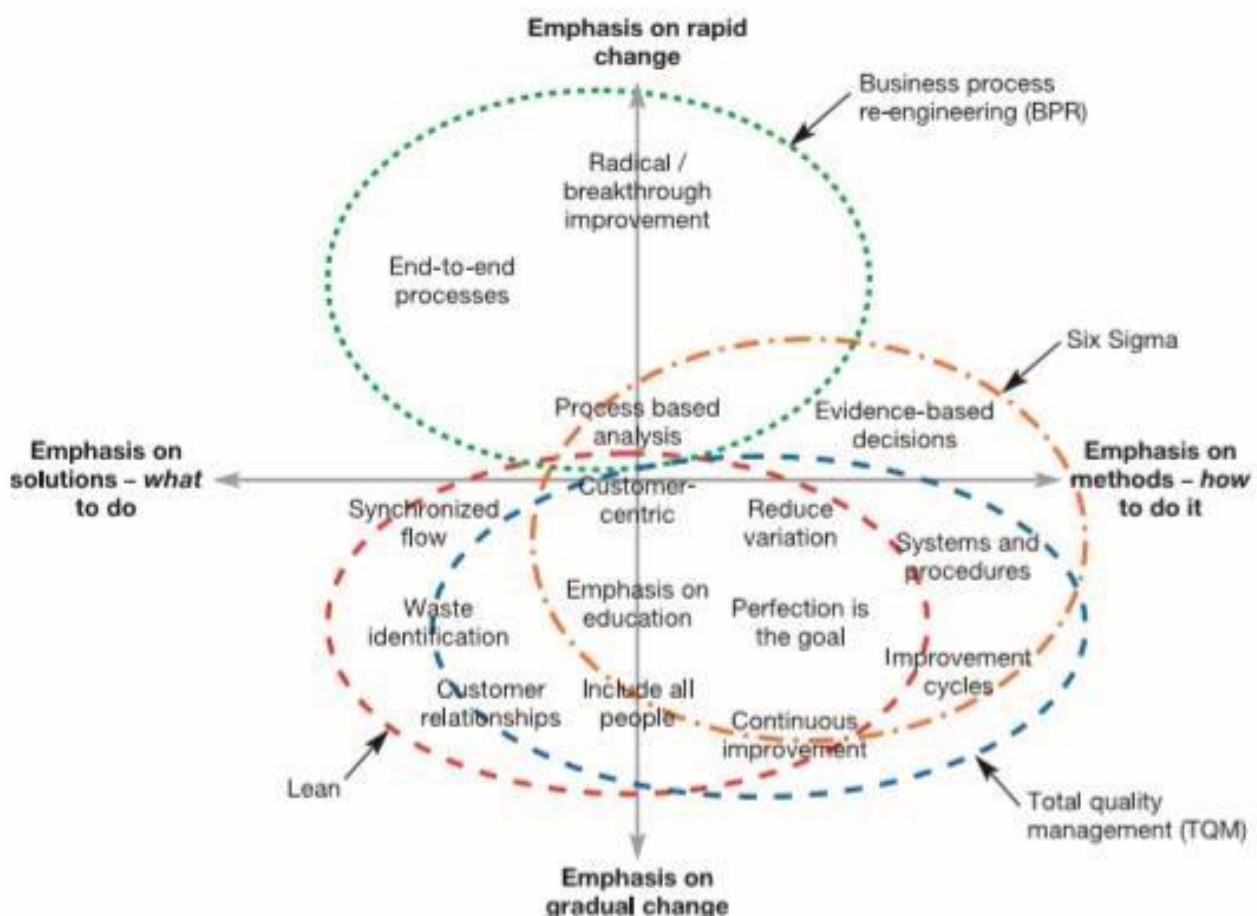 Emphasis on rapid
change
Business process
re-engineering (BPR)
Radical /
breakthrough
improvement
End-to-end
processes
Six Sigma
Process based
analysis
Evidence-based
decisions
Emphasis on
solutions – what
to do
Emphasis on
methods – how
to do it
Customer-
centric
Synchronized
flow
Reduce
variation
Systems and
procedures
Emphasis on
education
Waste
identification
Perfection is
the goal
Improvement
cycles
Customer
relationships
Include all
people
Continuous
improvement
Lean
Total quality
management (TQM)
Emphasis on
gradual change